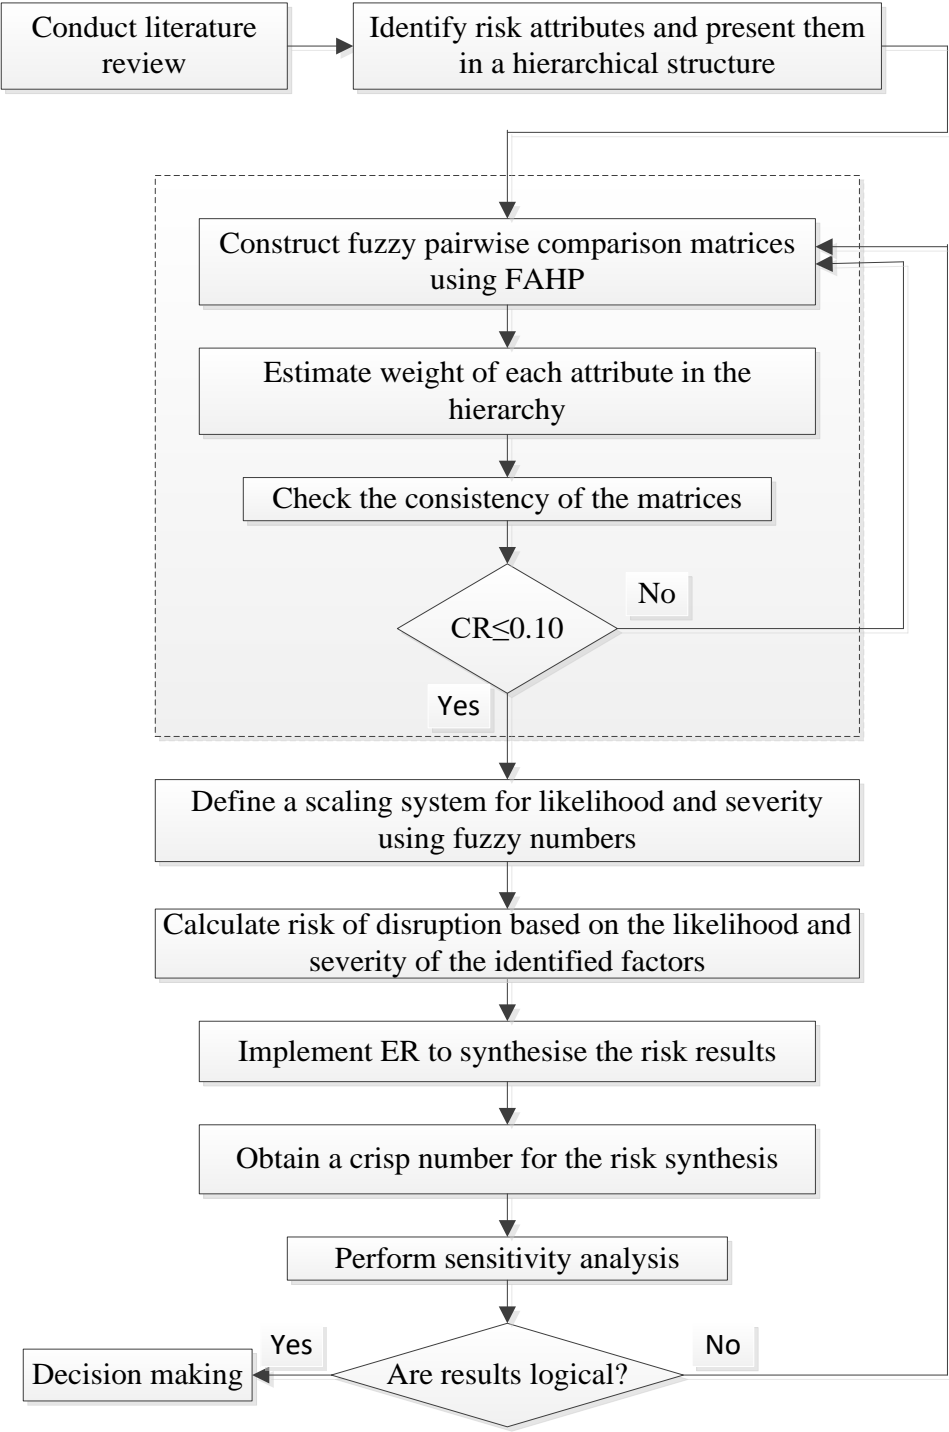 Conduct literature
review
Identify risk attributes and present them
in a hierarchical structure
Construct fuzzy pairwise comparison matrices
using FAHP
Estimate weight of each attribute in the
hierarchy
Check the consistency of the matrices
CR≤0.10
No
Yes
Define a scaling system for likelihood and severity
using fuzzy numbers
Calculate risk of disruption based on the likelihood and
severity of the identified factors
Implement ER to synthesise the risk results
Obtain a crisp number for the risk synthesis
Perform sensitivity analysis
Are results logical?
Yes
No
Decision making